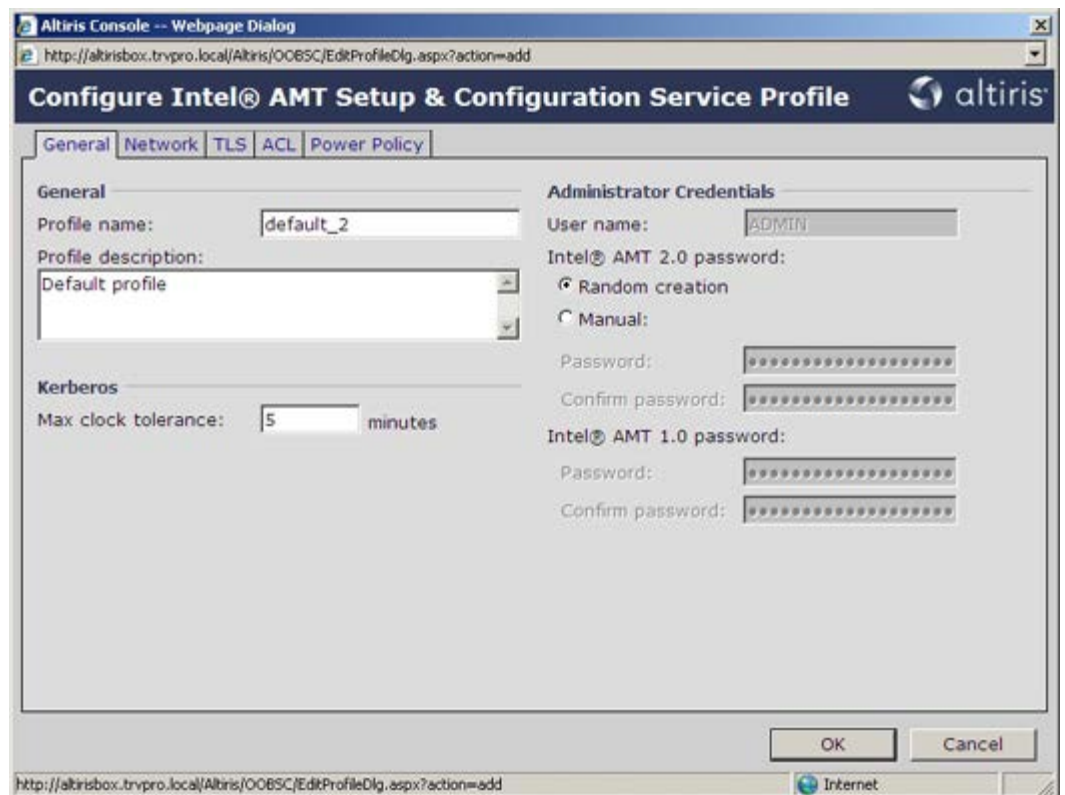 Altiris Console -- Webpage Dialog
http://altirisbox.trvpro.local/Altiris/OOBSC/EditProfileDlg.aspx?action=add
Configure Intel® AMT Setup & Configuration Service Profile
altiris
General Network TLS ACL Power Policy
General
Profile name: default_2
Profile description:
Default profile
Kerberos
Max clock tolerance: 5 minutes
Administrator Credentials
User name: ADMIN
Intel® AMT 2.0 password:
Random creation
Manual:
Password:
Confirm password:
Intel® AMT 1.0 password:
Password:
Confirm password:
OK Cancel
http://altirisbox.trvpro.local/Altiris/OOBSC/EditProfileDlg.aspx?action=add Internet